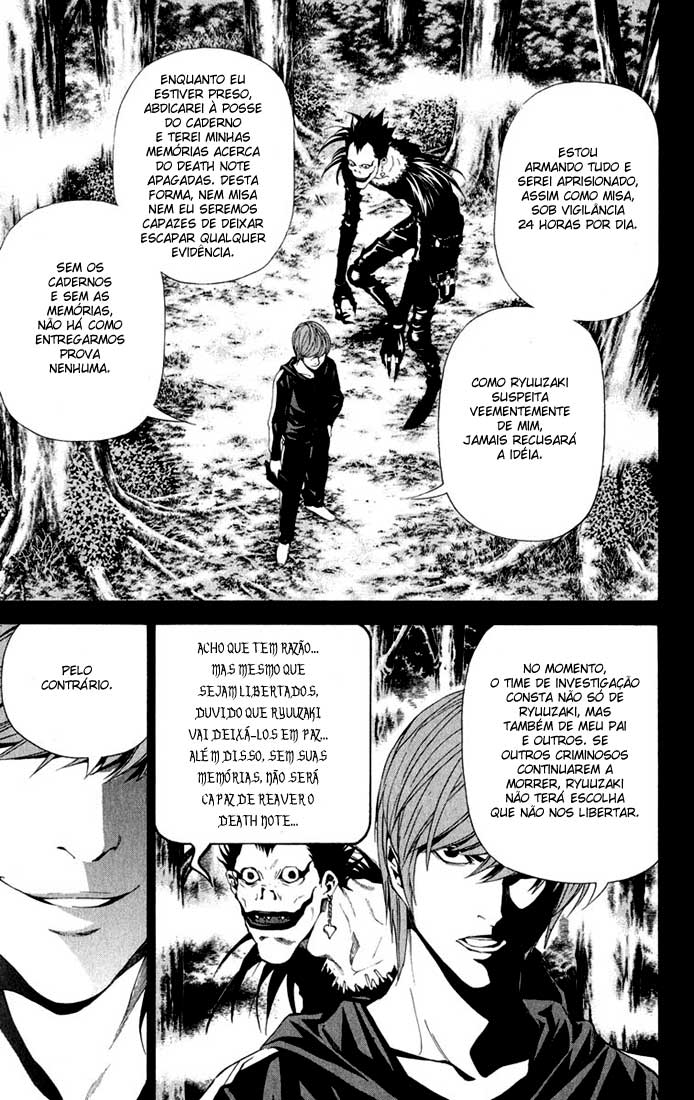 ESTOU
ARMANDO TUDO E
SEREI APRISIONADO,
ASSIM COMO MISA,
SOB VIGILÂNCIA
24 HORAS POR DIA.
COMO RYUUZAKI
SUSPEITA
VEEMENTEMENTE
DE MIM,
JAMAIS RECUSARÁ
A IDÉIA.
ENQUANTO EU
ESTIVER PRESO,
ABDICAREI À POSSE
DO CADERNO
E TEREI MINHAS
MEMÓRIAS ACERCA
DO DEATH NOTE
APAGADAS. DESTA
FORMA, NEM MISA
NEM EU SEREMOS
CAPAZES DE DEIXAR
ESCAPAR QUALQUER
EVIDÊNCIA.
SEM OS
CADERNOS
E SEM AS
MEMÓRIAS,
NÃO HÁ COMO
ENTREGARMOS
PROVA
NENHUMA.
NO MOMENTO,
O TIME DE INVESTIGAÇÃO
CONSTA NÃO SÓ DE
RYUUZAKI, MAS
TAMBÉM DE MEU PAI
E OUTROS. SE
OUTROS CRIMINOSOS
CONTINUAREM A
MORRER, RYUUZAKI
NÃO TERÁ ESCOLHA
QUE NÃO NOS LIBERTAR.
ACHO QUE TEM RAZÃO...
MAS MESMO QUE
SEJAM LIBERTADOS,
DUVIDO QUE RYUUZAKI
VAI DEIXÁ-LOS EM PAZ...
ALÉM DISSO, SEM SUAS
MEMÓRIAS, NÃO SERÁ
CAPAZ DE REAVER O
DEATH NOTE...
PELO
CONTRÁRIO.